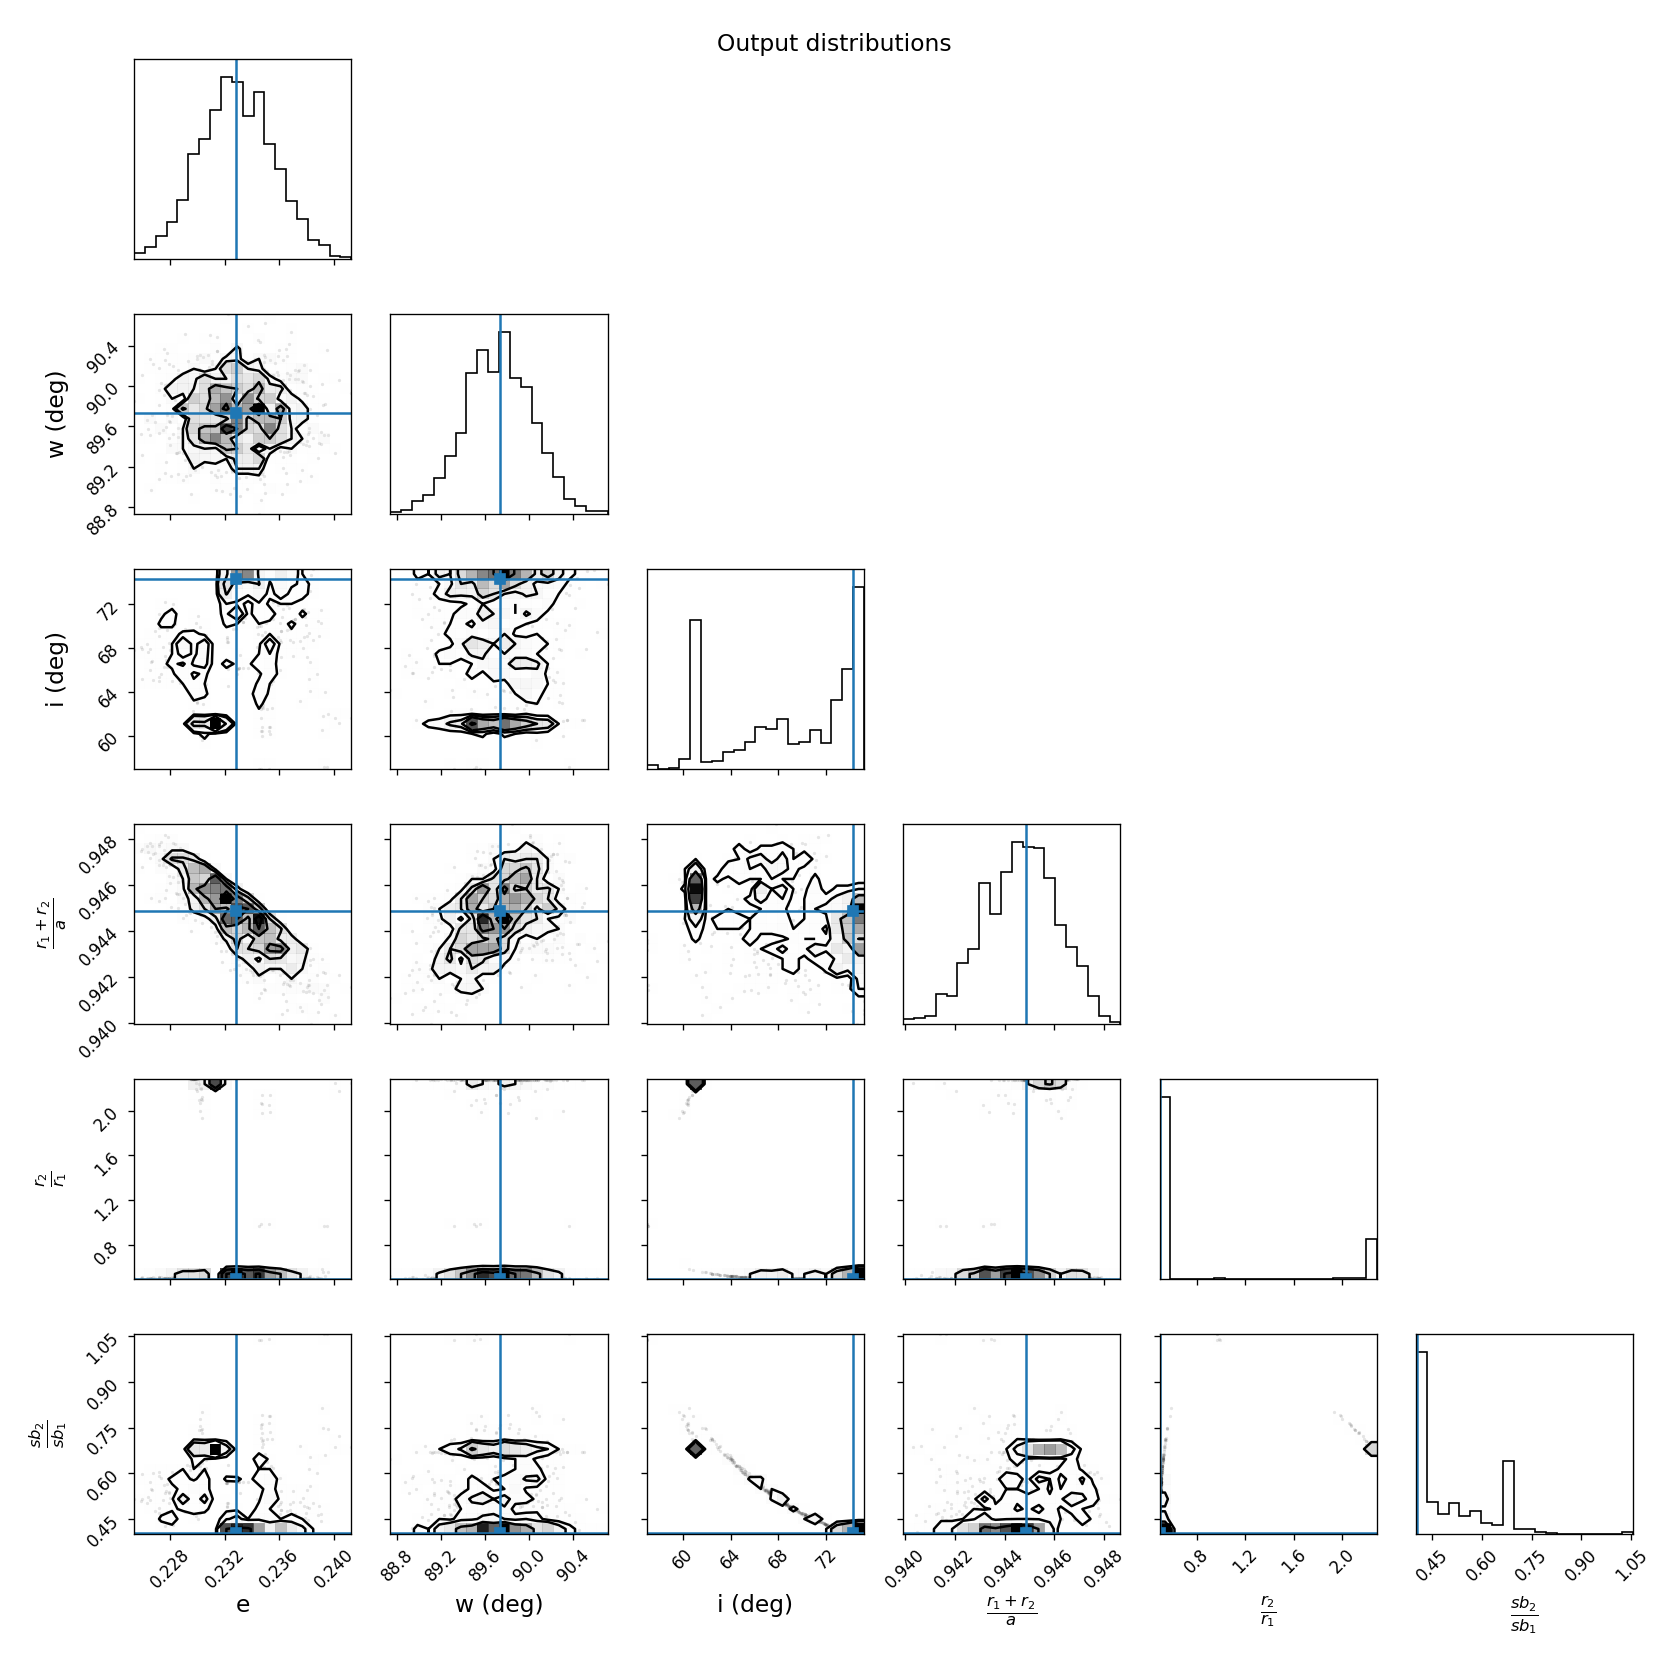 Output distributions
w (deg)
90.4
90.0
89.6
89.2
88.8
i (deg)
72
68
64
60
r₁ + r₂
a
0.948
0.946
0.944
0.942
0.940
r₂
r₁
2.0
1.6
1.2
0.8
sb₂
sb₁
1.05
0.90
0.75
0.60
0.45
0.228 0.232 0.236 0.240 88.8 89.2 89.6 90.0 90.4 60 64 68 72 0.940 0.942 0.944 0.946 0.948 0.8 1.2 1.6 2.0 0.45 0.60 0.75 0.90 1.05
e w (deg) i (deg) r₁ + r₂ r₂ sb₂
a r₁ sb₁